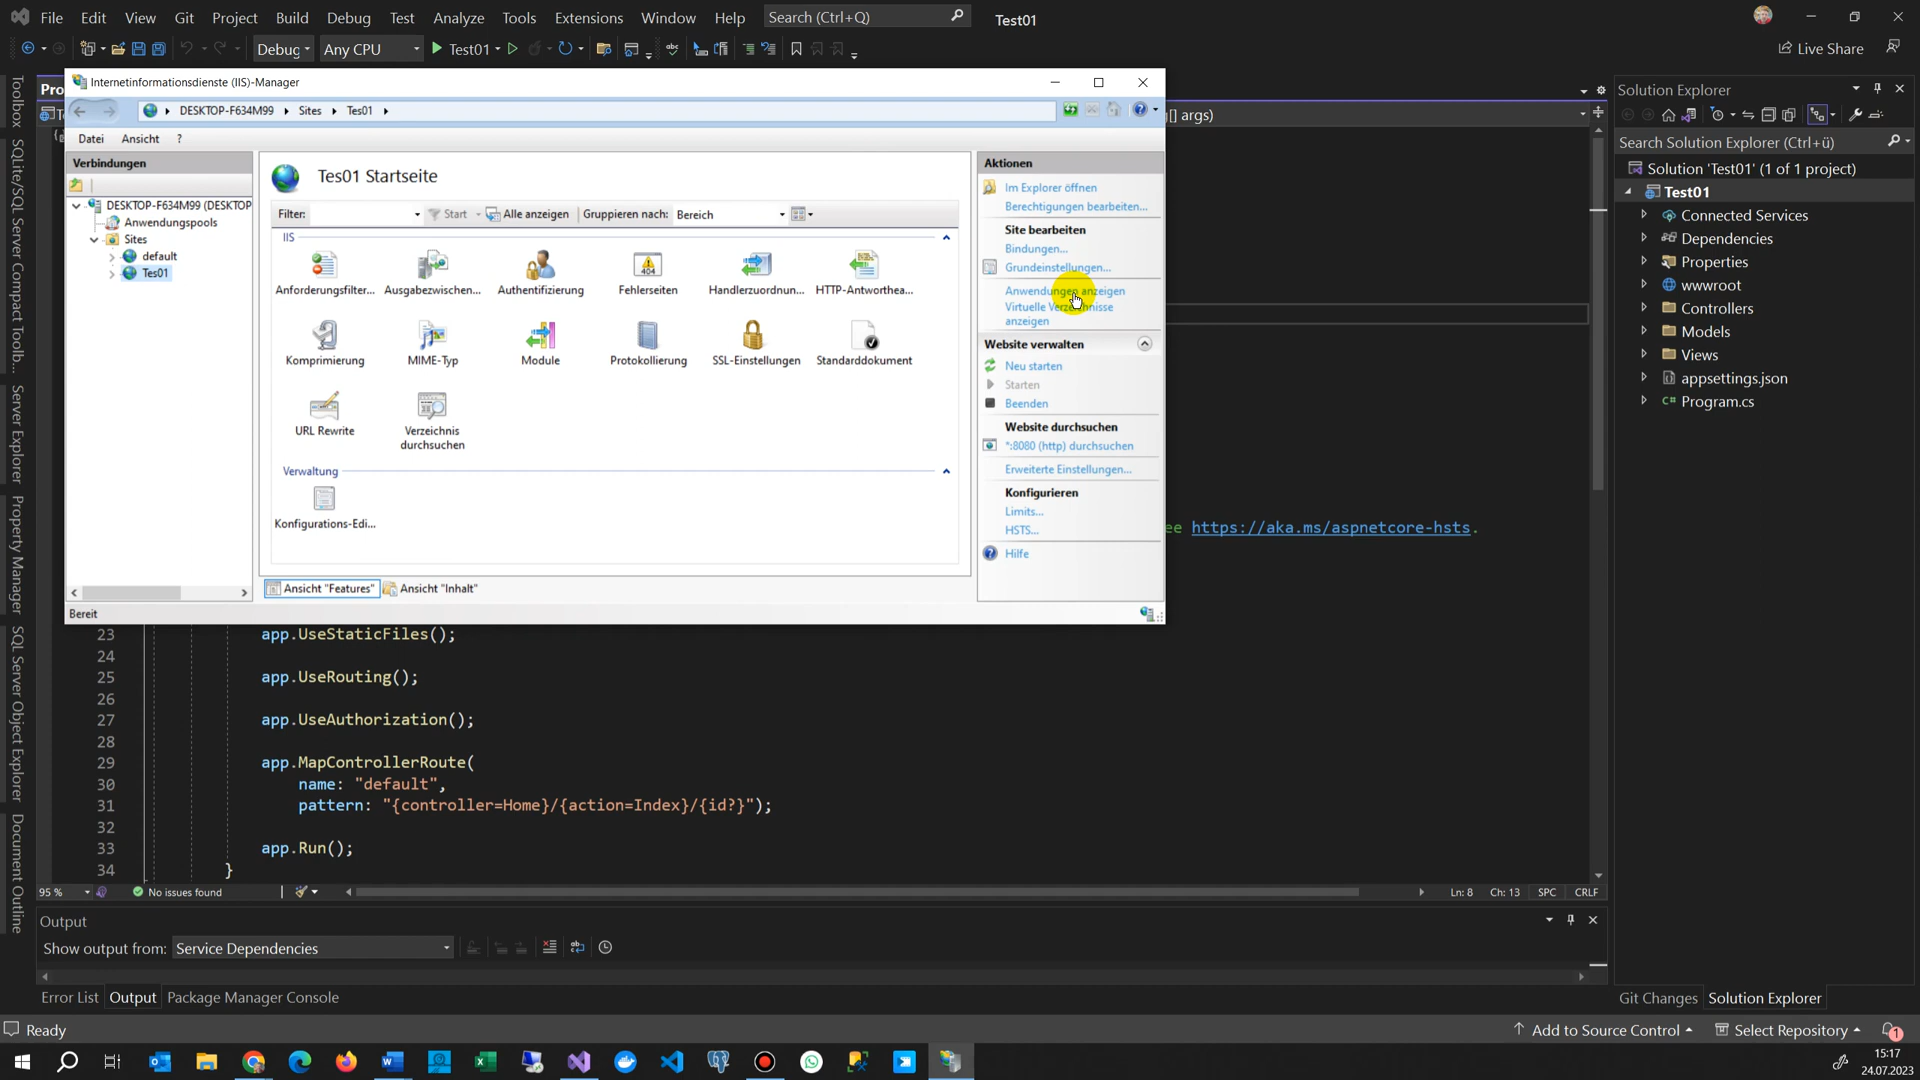 File Edit View Git Project Build Debug Test Analyze Tools Extensions Window Help Search (Ctrl+Q) Test01
Debug Any CPU Test01 Live Share
Internetinformationsdienste (IIS)-Manager
DESKTOP-F634M99 Sites Tes01
Datei Ansicht ?
Verbindungen
DESKTOP-F634M99 (DESKTOP
Anwendungspools
Sites
default
Tes01
Tes01 Startseite
Filter: Start Alle anzeigen Gruppieren nach: Bereich
IIS
Anforderungsfilter... Ausgabezwischen... Authentifizierung Fehlerseiten Handlerzuordnun... HTTP-Antworthea...
Komprimierung MIME-Typ Module Protokollierung SSL-Einstellungen Standarddokument
URL Rewrite Verzeichnis
durchsuchen
Verwaltung
Konfigurations-Edi...
Ansicht "Features" Ansicht "Inhalt"
Bereit
Aktionen
Im Explorer öffnen
Berechtigungen bearbeiten...
Site bearbeiten
Bindungen...
Grundeinstellungen...
Anwendungen anzeigen
Virtuelle Verzeichnisse
anzeigen
Website verwalten
Neu starten
Starten
Beenden
Website durchsuchen
*:8080 (http) durchsuchen
Erweiterte Einstellungen...
Konfigurieren
Limits...
HSTS...
Hilfe
Pro
[] args)
ee https://aka.ms/aspnetcore-hsts.
23 app.UseStaticFiles();
24
25 app.UseRouting();
26
27 app.UseAuthorization();
28
29 app.MapControllerRoute(
30 name: "default",
31 pattern: "{controller=Home}/{action=Index}/{id?}");
32
33 app.Run();
34 }
95 % No issues found Ln: 8 Ch: 13 SPC CRLF
Output
Show output from: Service Dependencies
Error List Output Package Manager Console
Toolbox
SQLite/SQL Server Compact Toolb...
Server Explorer
Property Manager
SQL Server Object Explorer
Document Outline
Solution Explorer
Search Solution Explorer (Ctrl+ü)
Solution 'Test01' (1 of 1 project)
Test01
Connected Services
Dependencies
Properties
wwwroot
Controllers
Models
Views
appsettings.json
C# Program.cs
Git Changes Solution Explorer
Ready Add to Source Control Select Repository 1
15:17
24.07.2023